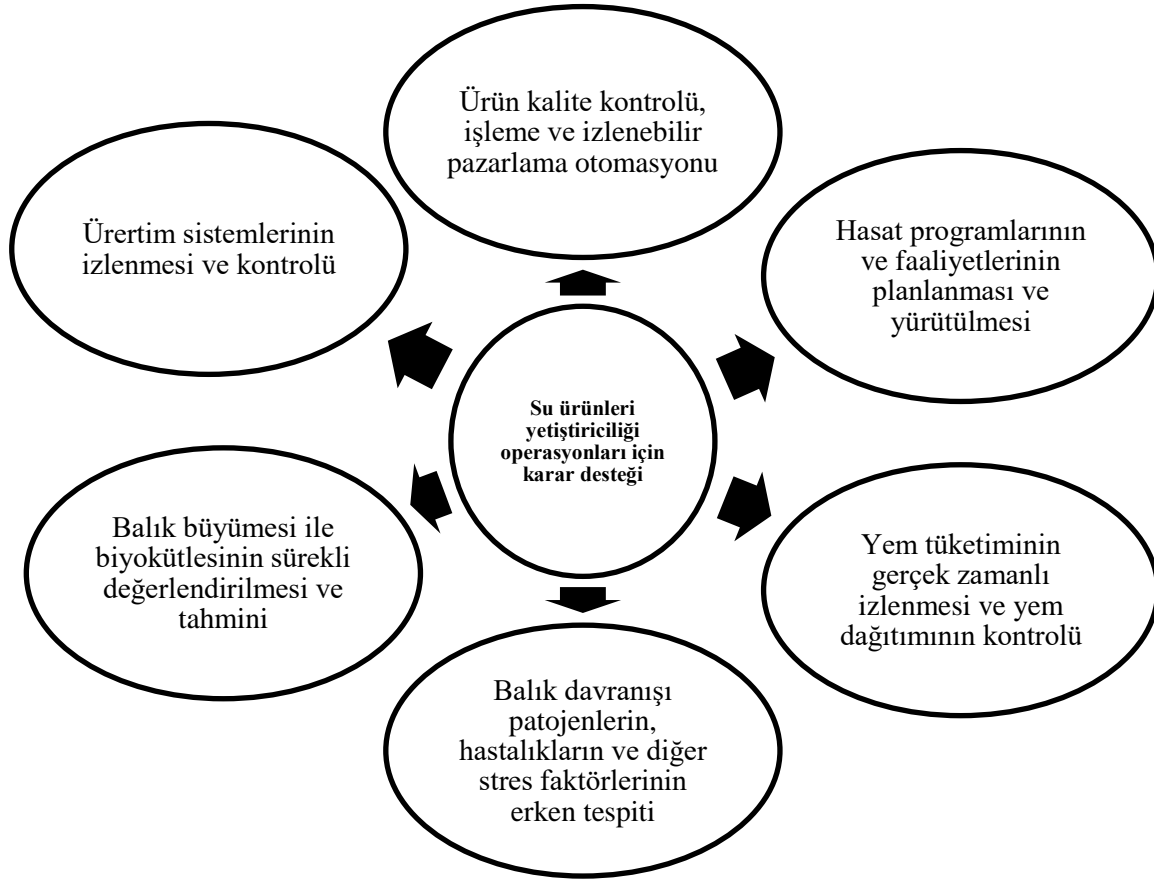 Ürün kalite kontrolü,
işleme ve izlenebilir
pazarlama otomasyonu
Ürertim sistemlerinin
izlenmesi ve kontrolü
Hasat programlarının
ve faaliyetlerinin
planlanması ve
yürütülmesi
Su ürünleri
yetiştiriciliği
operasyonları için
karar desteği
Balık büyümesi ile
biyokütlesinin sürekli
değerlendirilmesi ve
tahmini
Yem tüketiminin
gerçek zamanlı
izlenmesi ve yem
dağıtımının kontrolü
Balık davranışı
patojenlerin,
hastalıkların ve diğer
stres faktörlerinin
erken tespiti